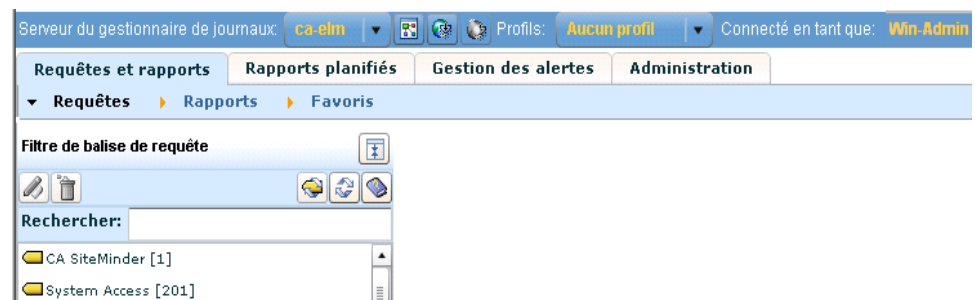 Serveur du gestionnaire de journaux: ca-elm Profils: Aucun profil Connecté en tant que: Win-Admin
Requêtes et rapports Rapports planifiés Gestion des alertes Administration
Requêtes Rapports Favoris
Filtre de balise de requête
Rechercher:
CA SiteMinder [1]
System Access [201]